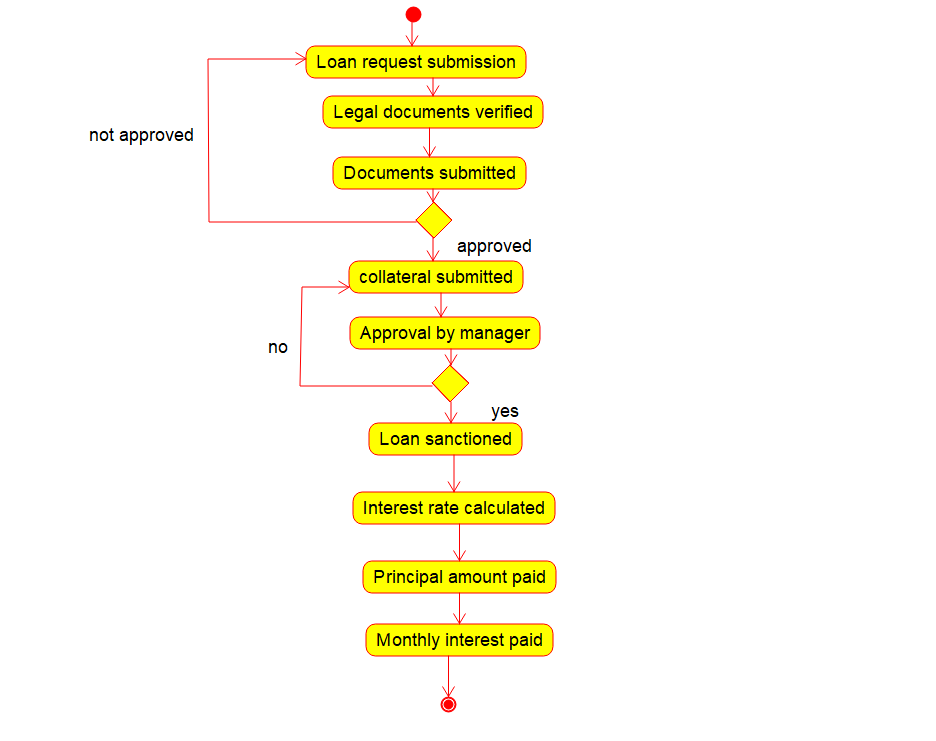 Loan request submission
Legal documents verified
not approved
Documents submitted
approved
collateral submitted
Approval by manager
no
yes
Loan sanctioned
Interest rate calculated
Principal amount paid
Monthly interest paid